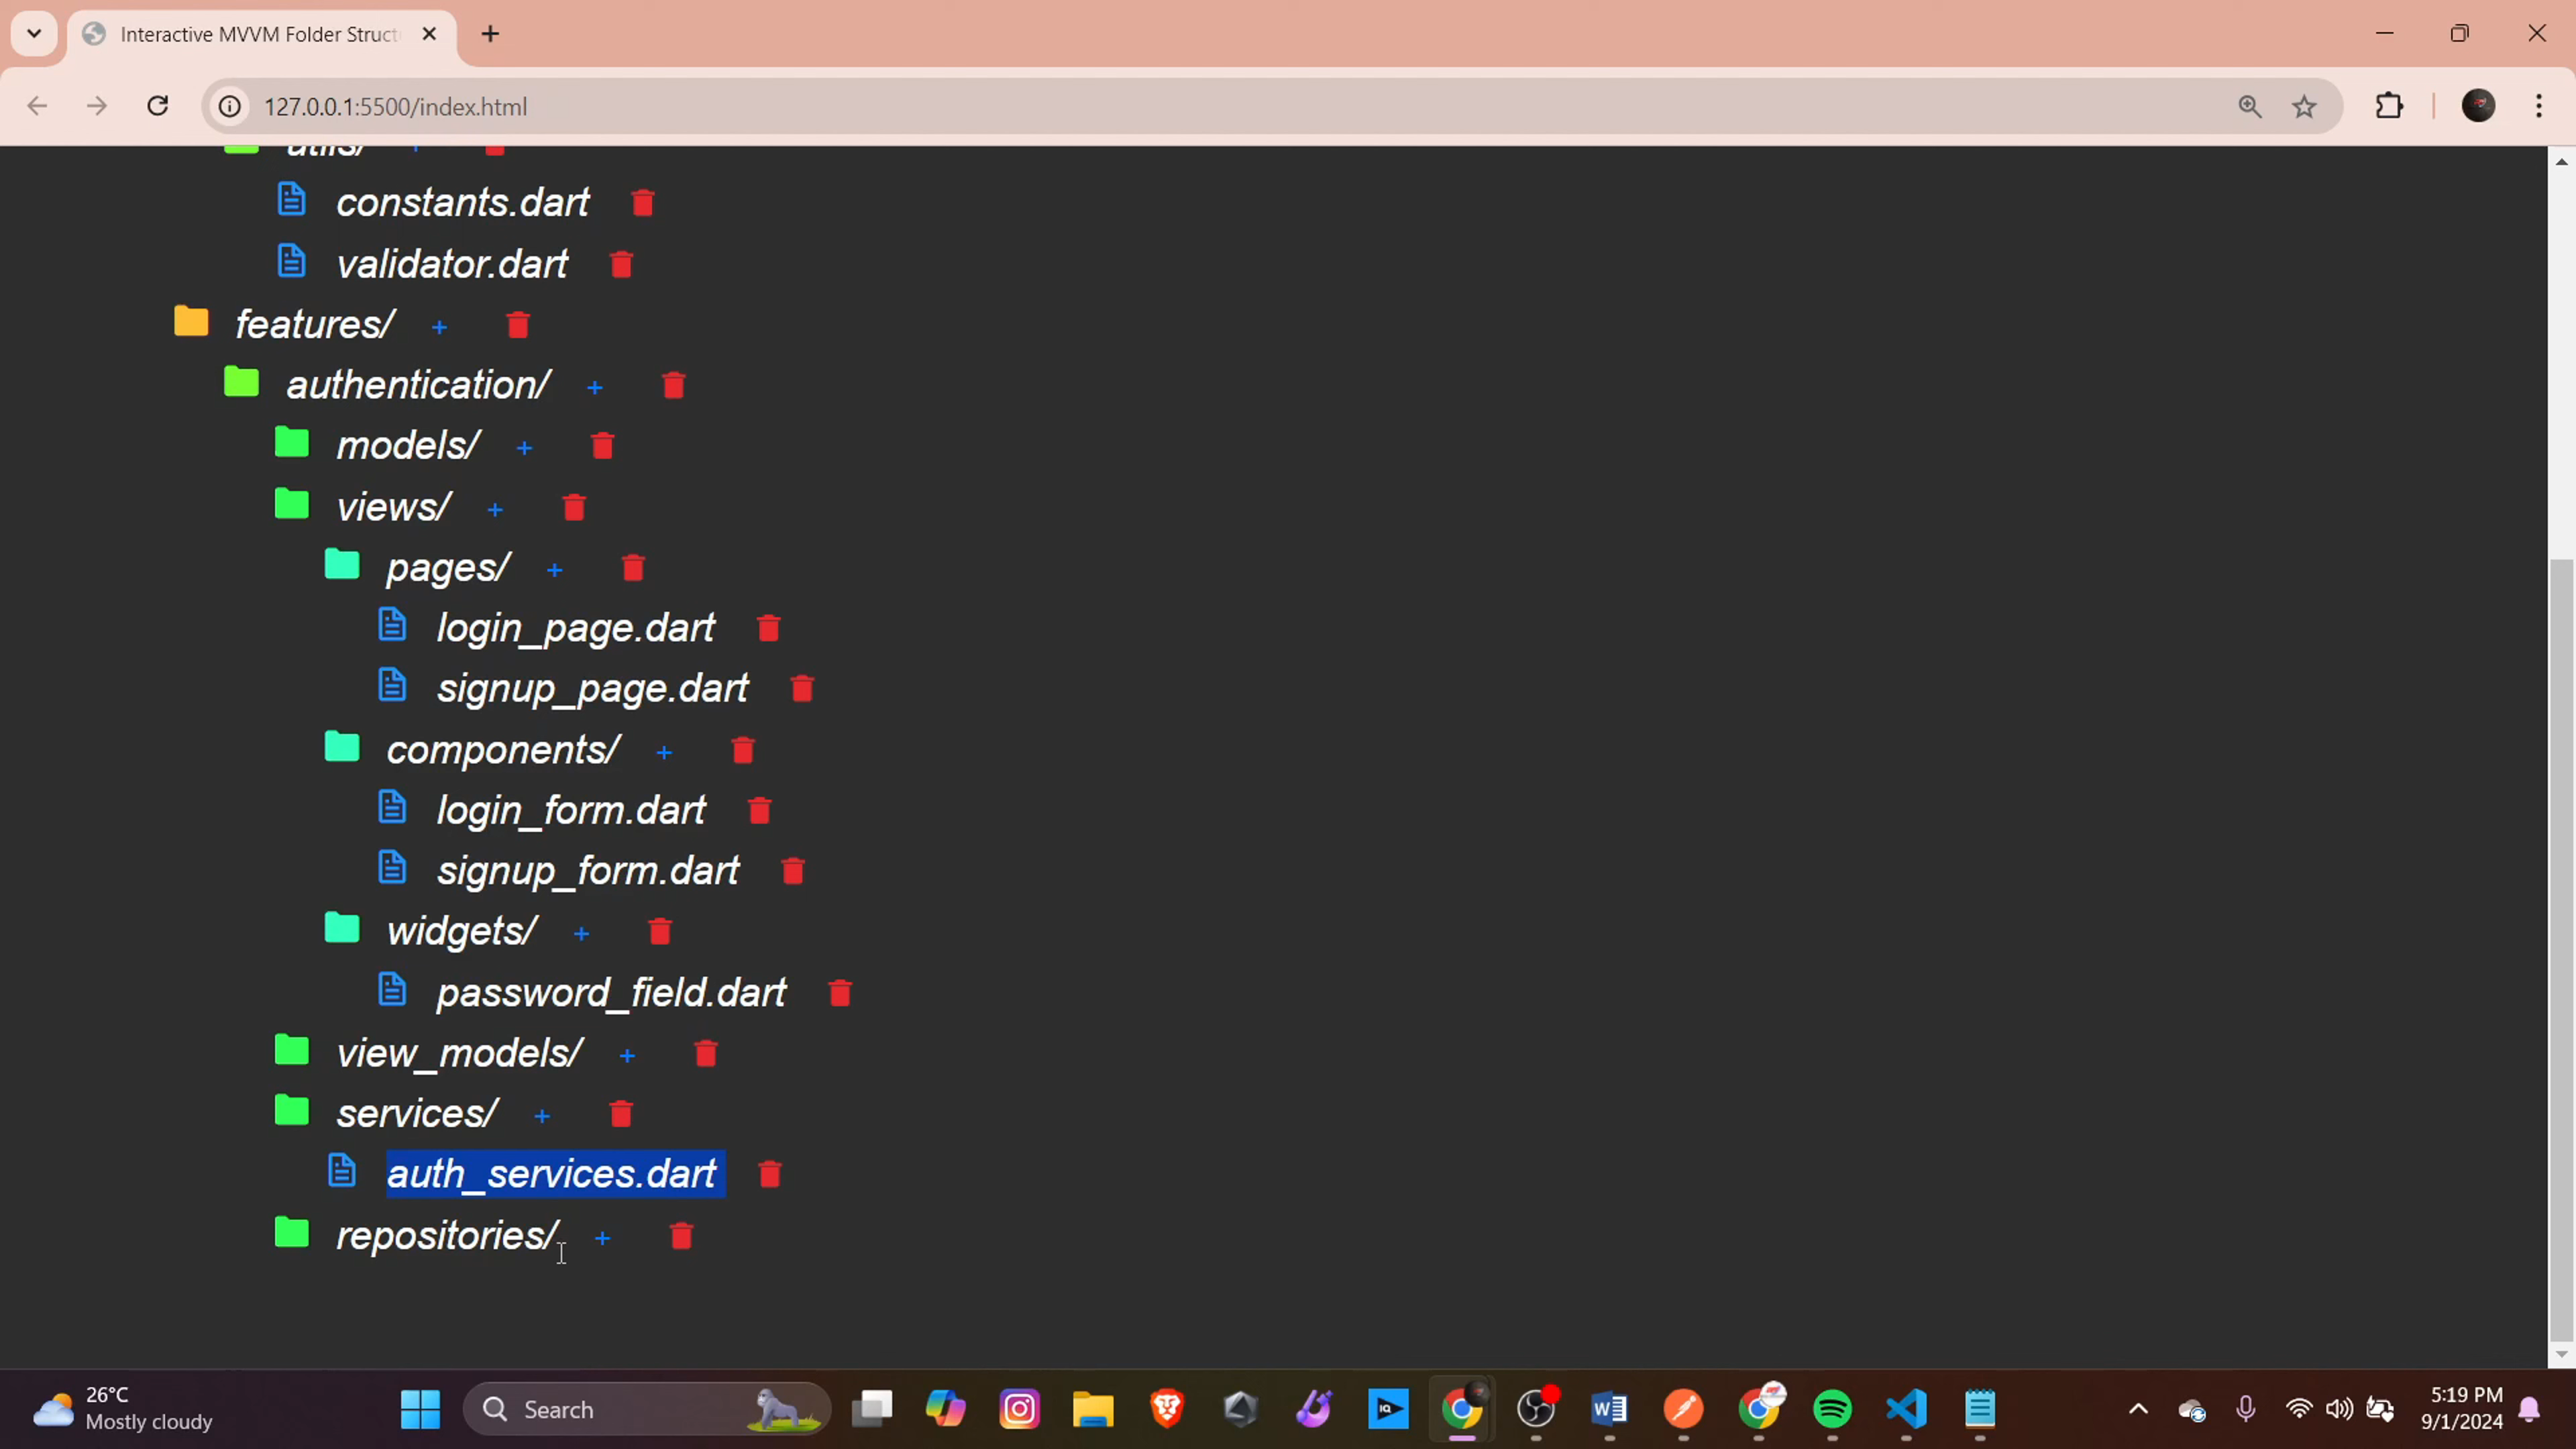 Interactive MVVM Folder Struct
127.0.0.1:5500/index.html
utils/ +
constants.dart
validator.dart
features/ +
authentication/ +
models/ +
views/ +
pages/ +
login_page.dart
signup_page.dart
components/ +
login_form.dart
signup_form.dart
widgets/ +
password_field.dart
view_models/ +
services/ +
auth_services.dart
repositories/ +
26°C
Mostly cloudy
Search
IQ
W
5:19 PM
9/1/2024